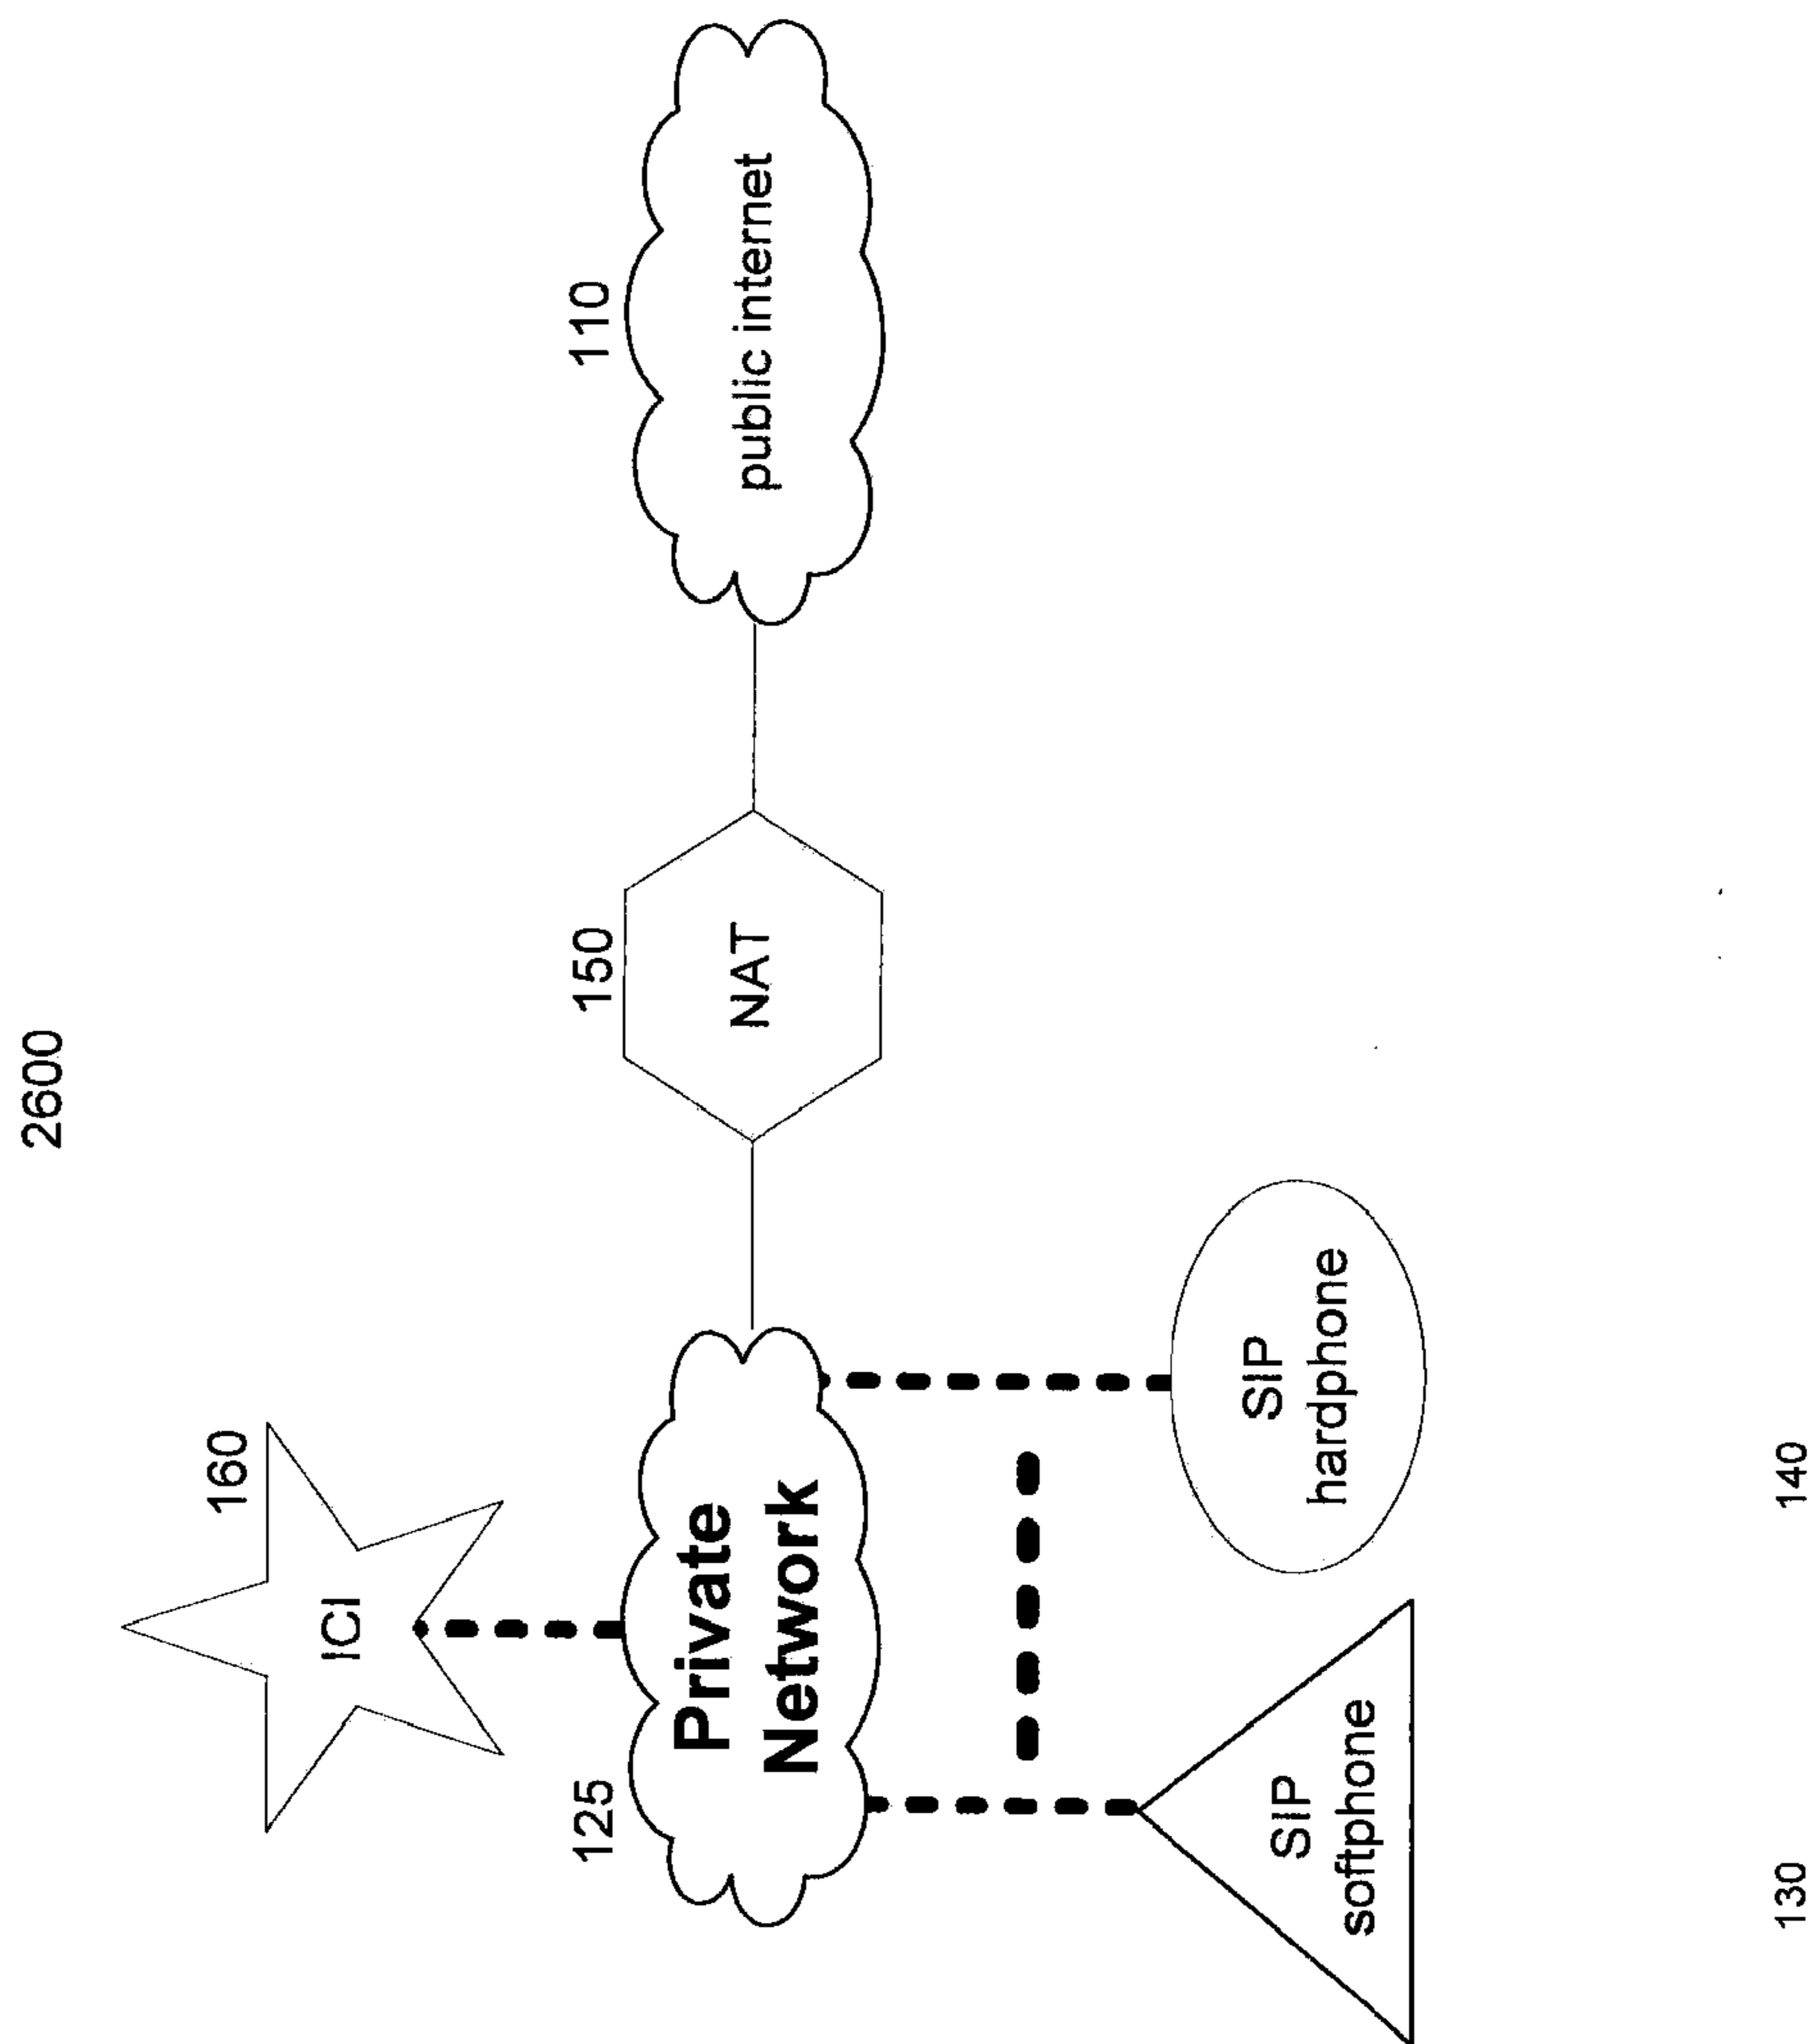 2600
160
ICI
125
150
110
Private
Network
NAT
public internet
SIP
softphone
SIP
hardphone
130
140